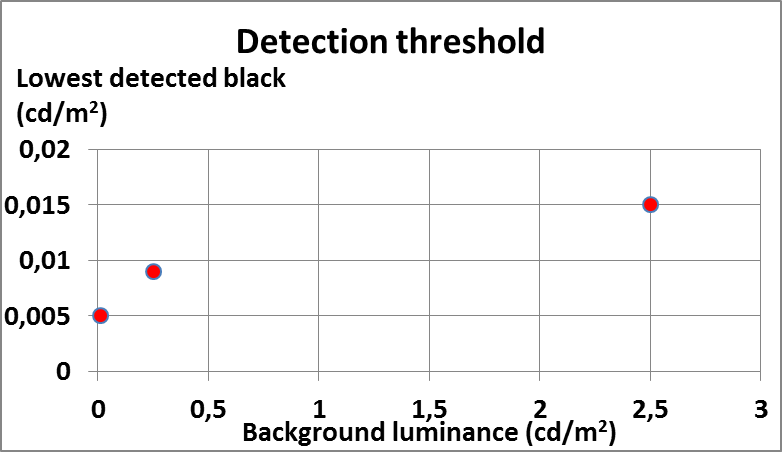 Detection threshold
Lowest detected black
(cd/m²)
0,02
0,015
0,01
0,005
0
0 0,5 1 1,5 2 2,5 3
Background luminance (cd/m²)